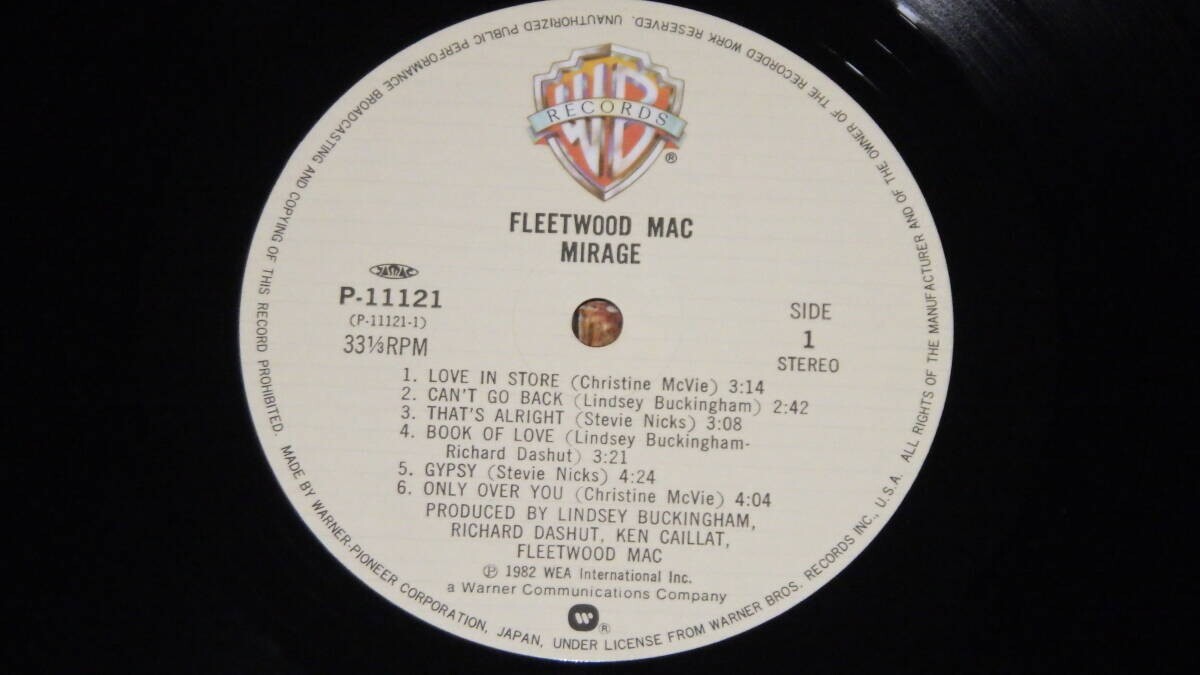 WB
RECORDS
®
FLEETWOOD MAC
MIRAGE
JASRAC
P-11121
(P-11121-1)
33⅓RPM
SIDE
1
STEREO
1. LOVE IN STORE (Christine McVie) 3:14
2. CAN'T GO BACK (Lindsey Buckingham) 2:42
3. THAT'S ALRIGHT (Stevie Nicks) 3:08
4. BOOK OF LOVE (Lindsey Buckingham-
Richard Dashut) 3:21
5. GYPSY (Stevie Nicks) 4:24
6. ONLY OVER YOU (Christine McVie) 4:04
PRODUCED BY LINDSEY BUCKINGHAM,
RICHARD DASHUT, KEN CAILLAT,
FLEETWOOD MAC
℗ 1982 WEA International Inc.
a Warner Communications Company
W®
MADE BY WARNER-PIONEER CORPORATION, JAPAN, UNDER LICENSE FROM WARNER BROS. RECORDS INC., U.S.A. ALL RIGHTS OF THE MANUFACTURER AND OF THE OWNER OF THE RECORDED WORK RESERVED. UNAUTHORIZED PUBLIC PERFORMANCE BROADCASTING AND COPYING OF THIS RECORD PROHIBITED.